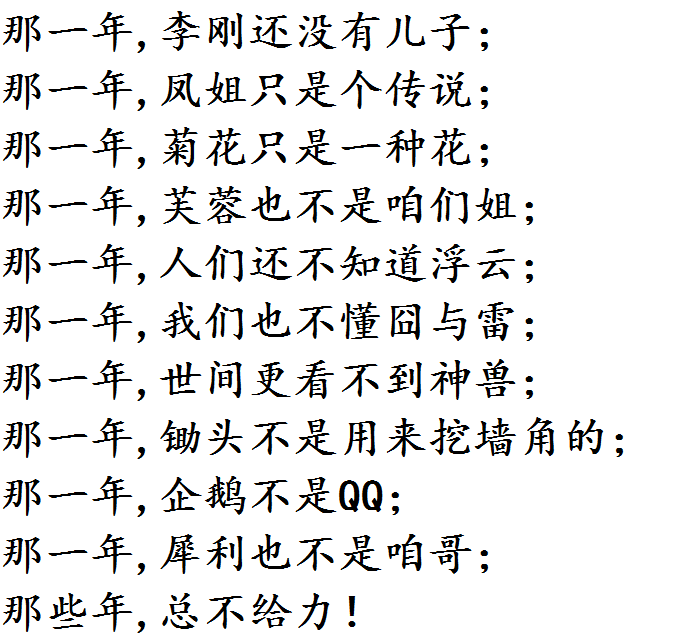 那一年,李刚还没有儿子;
那一年,凤姐只是个传说;
那一年,菊花只是一种花;
那一年,芙蓉也不是咱们姐;
那一年,人们还不知道浮云;
那一年,我们也不懂囧与雷;
那一年,世间更看不到神兽;
那一年,锄头不是用来挖墙角的;
那一年,企鹅不是QQ;
那一年,犀利也不是咱哥;
那些年,总不给力!